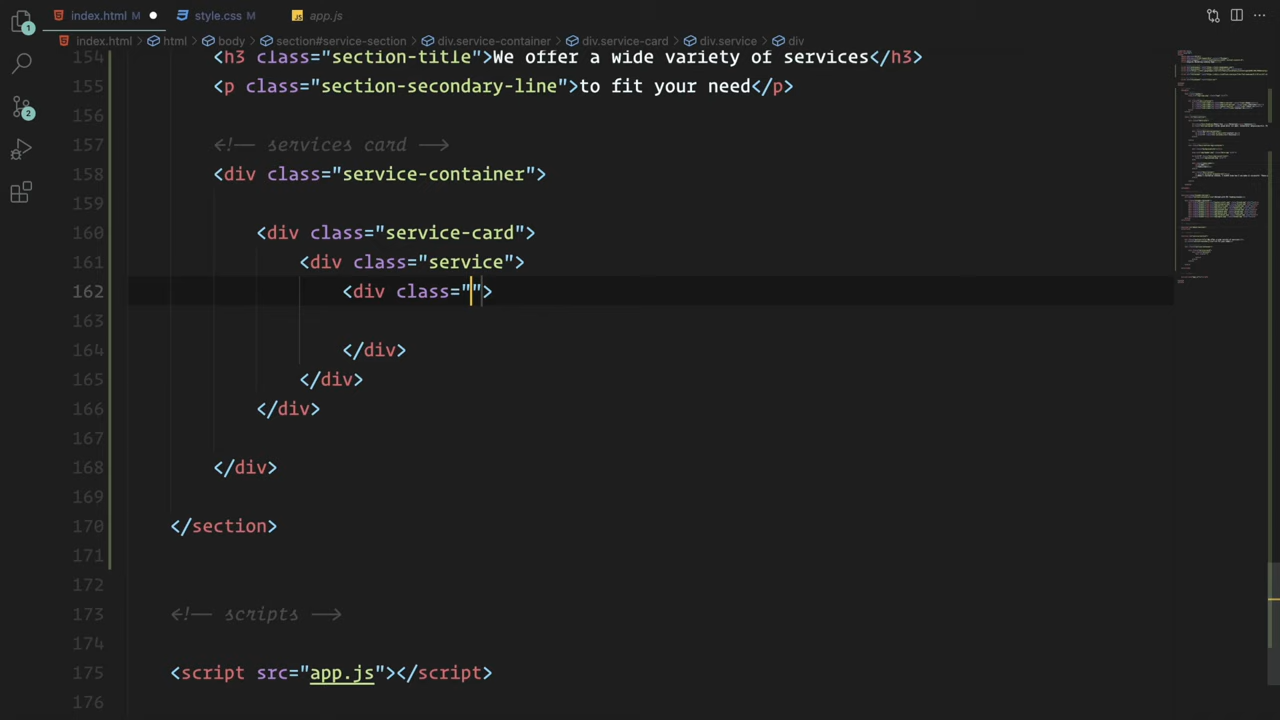 index.html M
style.css M
JS app.js
index.html > html > body > section#service-section > div.service-container > div.service-card > div.service > div
154 <h3 class="section-title">We offer a wide variety of services</h3>
155 <p class="section-secondary-line">to fit your need</p>
156
157 <!-- services card -->
158 <div class="service-container">
159
160 <div class="service-card">
161 <div class="service">
162 <div class="">
163
164 </div>
165 </div>
166 </div>
167
168 </div>
169
170 </section>
171
172
173 <!-- scripts -->
174
175 <script src="app.js"></script>
176
1
2